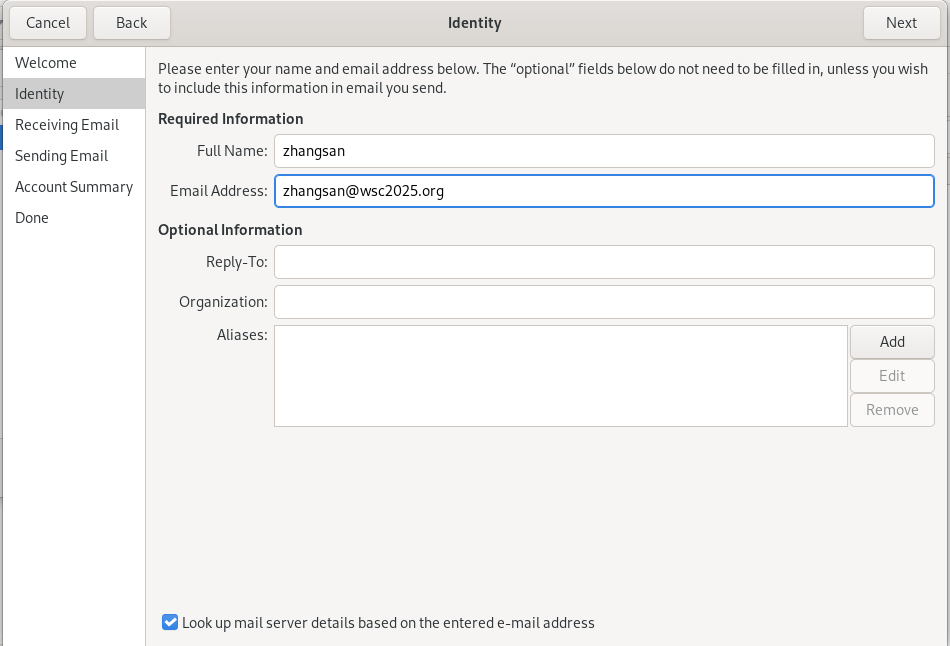 Cancel Back Identity Next
Welcome
Identity
Receiving Email
Sending Email
Account Summary
Done
Please enter your name and email address below. The “optional” fields below do not need to be filled in, unless you wish
to include this information in email you send.
Required Information
Full Name: zhangsan
Email Address: zhangsan@wsc2025.org
Optional Information
Reply-To:
Organization:
Aliases:
Add
Edit
Remove
Look up mail server details based on the entered e-mail address